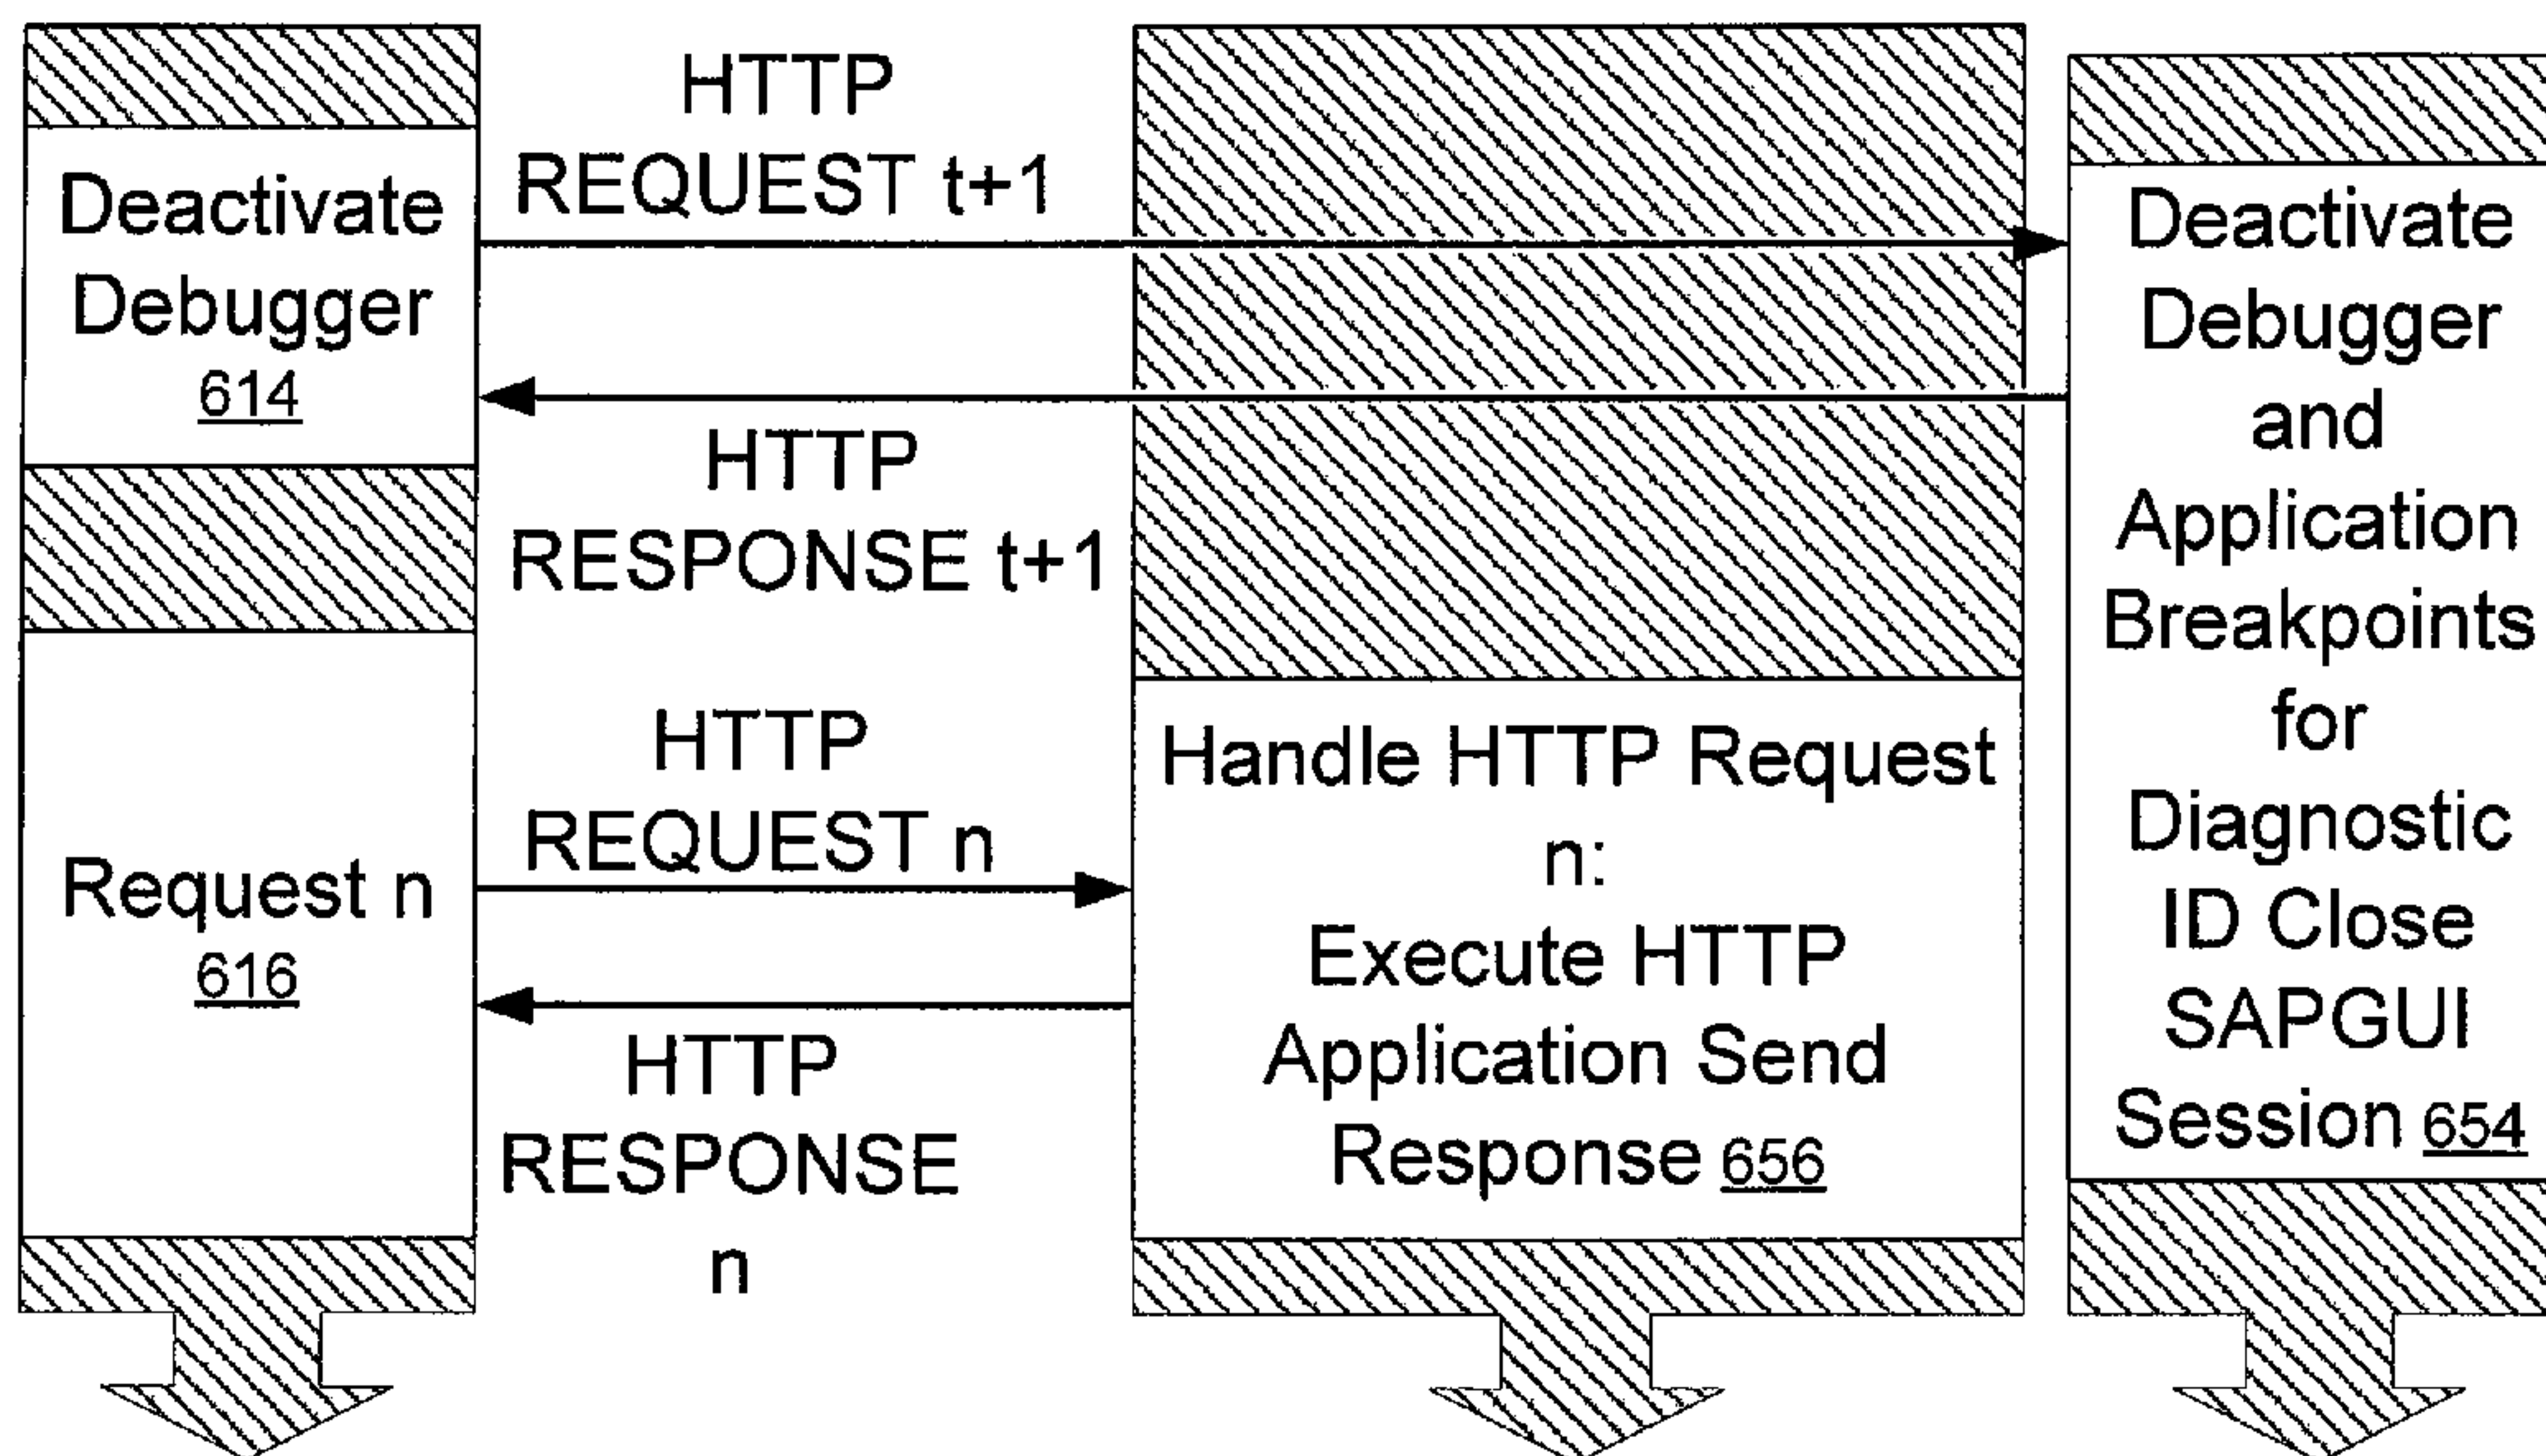 Deactivate
Debugger
614
HTTP
REQUEST t+1
HTTP
RESPONSE t+1
Deactivate
Debugger
and
Application
Breakpoints
for
Diagnostic
ID Close
SAPGUI
Session 654
Request n
616
HTTP
REQUEST n
HTTP
RESPONSE
n
Handle HTTP Request
n:
Execute HTTP
Application Send
Response 656